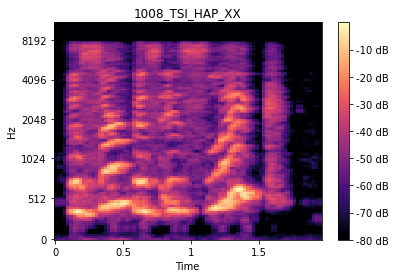 1008_TSI_HAP_XX
8192
4096
2048
1024
512
0
Hz
0
0.5
1
1.5
Time
-10 dB
-20 dB
-30 dB
-40 dB
-50 dB
-60 dB
-70 dB
-80 dB